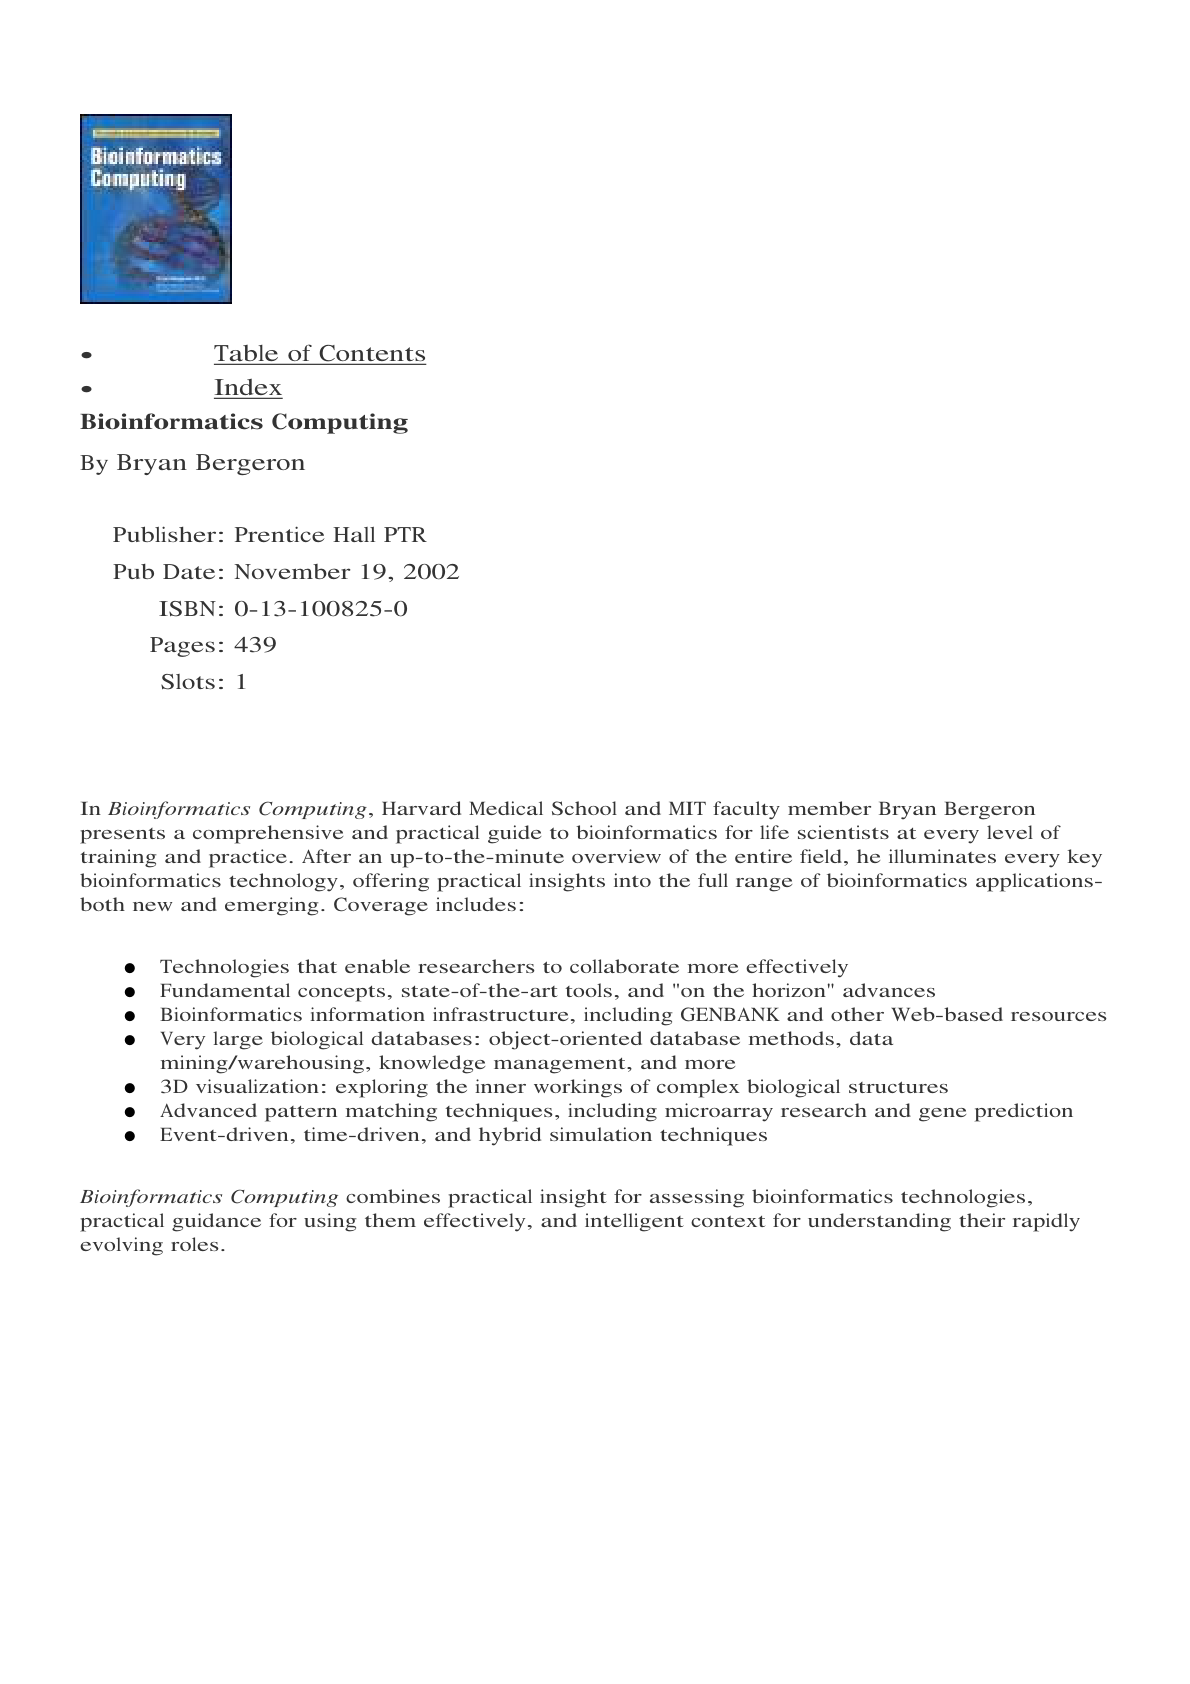 Bioinformatics
Computing
• Table of Contents
• Index
Bioinformatics Computing
By Bryan Bergeron
Publisher: Prentice Hall PTR
Pub Date: November 19, 2002
ISBN: 0-13-100825-0
Pages: 439
Slots: 1
In Bioinformatics Computing, Harvard Medical School and MIT faculty member Bryan Bergeron
presents a comprehensive and practical guide to bioinformatics for life scientists at every level of
training and practice. After an up-to-the-minute overview of the entire field, he illuminates every key
bioinformatics technology, offering practical insights into the full range of bioinformatics applications-
both new and emerging. Coverage includes:
● Technologies that enable researchers to collaborate more effectively
● Fundamental concepts, state-of-the-art tools, and "on the horizon" advances
● Bioinformatics information infrastructure, including GENBANK and other Web-based resources
● Very large biological databases: object-oriented database methods, data
mining/warehousing, knowledge management, and more
● 3D visualization: exploring the inner workings of complex biological structures
● Advanced pattern matching techniques, including microarray research and gene prediction
● Event-driven, time-driven, and hybrid simulation techniques
Bioinformatics Computing combines practical insight for assessing bioinformatics technologies,
practical guidance for using them effectively, and intelligent context for understanding their rapidly
evolving roles.